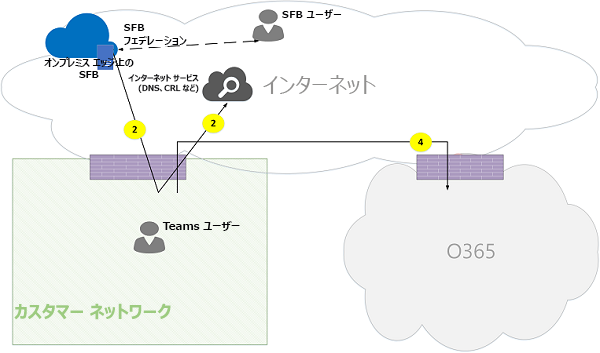 SFB ユーザー
SFB
フェデレーション
オンプレミス エッジ上の
SFB
インターネット サービス
(DNS、CRL など)
インターネット
2
2
4
Teams ユーザー
O365
カスタマー ネットワーク